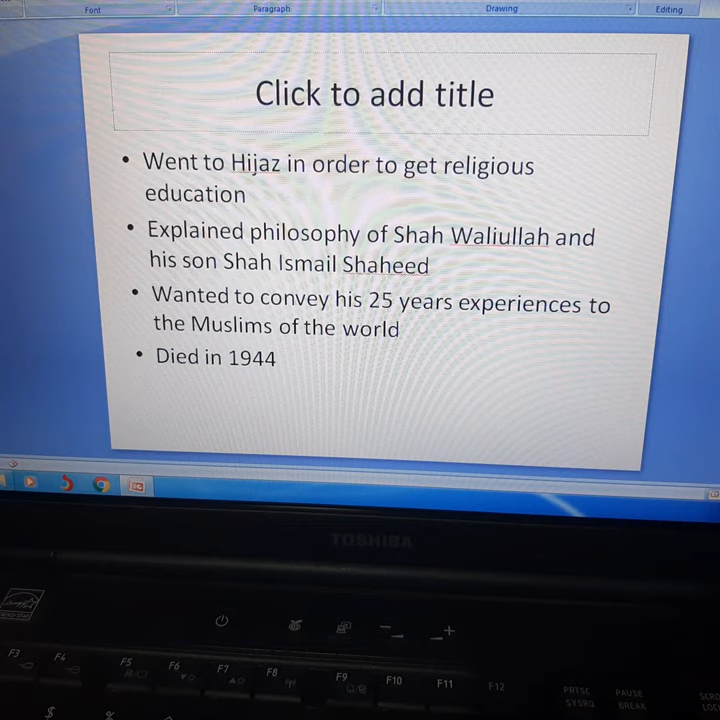 Font Paragraph Drawing Editing
Click to add title
• Went to Hijaz in order to get religious
education
• Explained philosophy of Shah Waliullah and
his son Shah Ismail Shaheed
• Wanted to convey his 25 years experiences to
the Muslims of the world
• Died in 1944
TOSHIBA
F3 F4 F5 F6 F7 F8 F9 F10 F11 F12
PRTSC PAUSE
SYSRQ BREAK
$ %